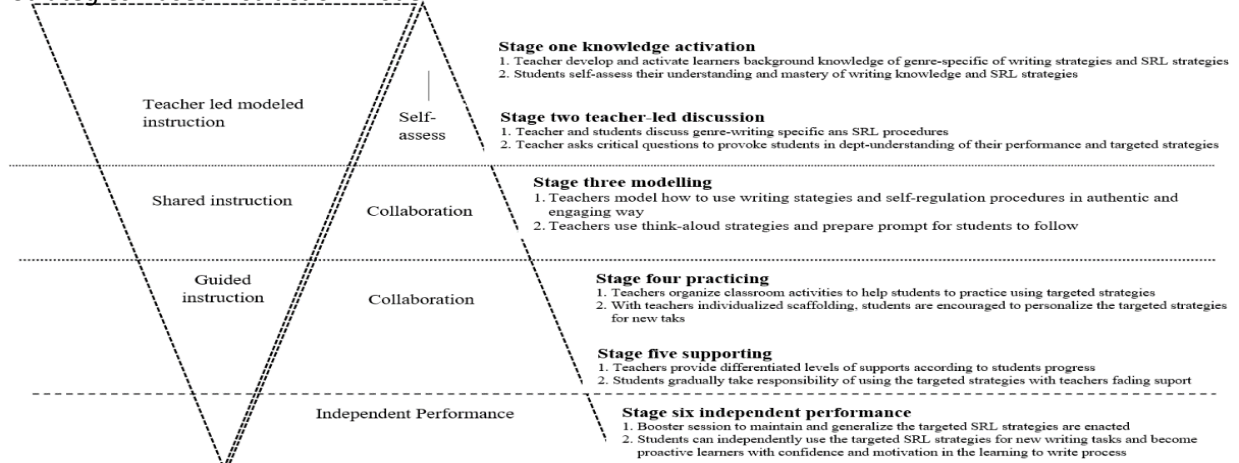 Teacher led modeled
instruction
Self-
assess
Stage one knowledge activation
1. Teacher develop and activate learners background knowledge of genre-specific of writing strategies and SRL strategies
2. Students self-assess their understanding and mastery of writing knowledge and SRL strategies
Stage two teacher-led discussion
1. Teacher and students discuss genre-writing specific ans SRL procedures
2. Teacher asks critical questions to provoke students in dept-understanding of their performance and targeted strategies
Shared instruction
Collaboration
Stage three modelling
1. Teachers model how to use writing stategies and self-regulation procedures in authentic and
engaging way
2. Teachers use think-aloud strategies and prepare prompt for students to follow
Guided
instruction
Collaboration
Stage four practicing
1. Teachers organize classroom activities to help students to practice using targeted strategies
2. With teachers individualized scaffolding, students are encouraged to personalize the targeted strategies
for new taks
Stage five supporting
1. Teachers provide differentiated levels of supports according to students progress
2. Students gradually take responsibility of using the targeted strategies with teachers fading suport
Independent Performance
Stage six independent performance
1. Booster session to maintain and generalize the targeted SRL strategies are enacted
2. Students can independently use the targeted SRL strategies for new writing tasks and become
proactive learners with confidence and motivation in the learning to write process